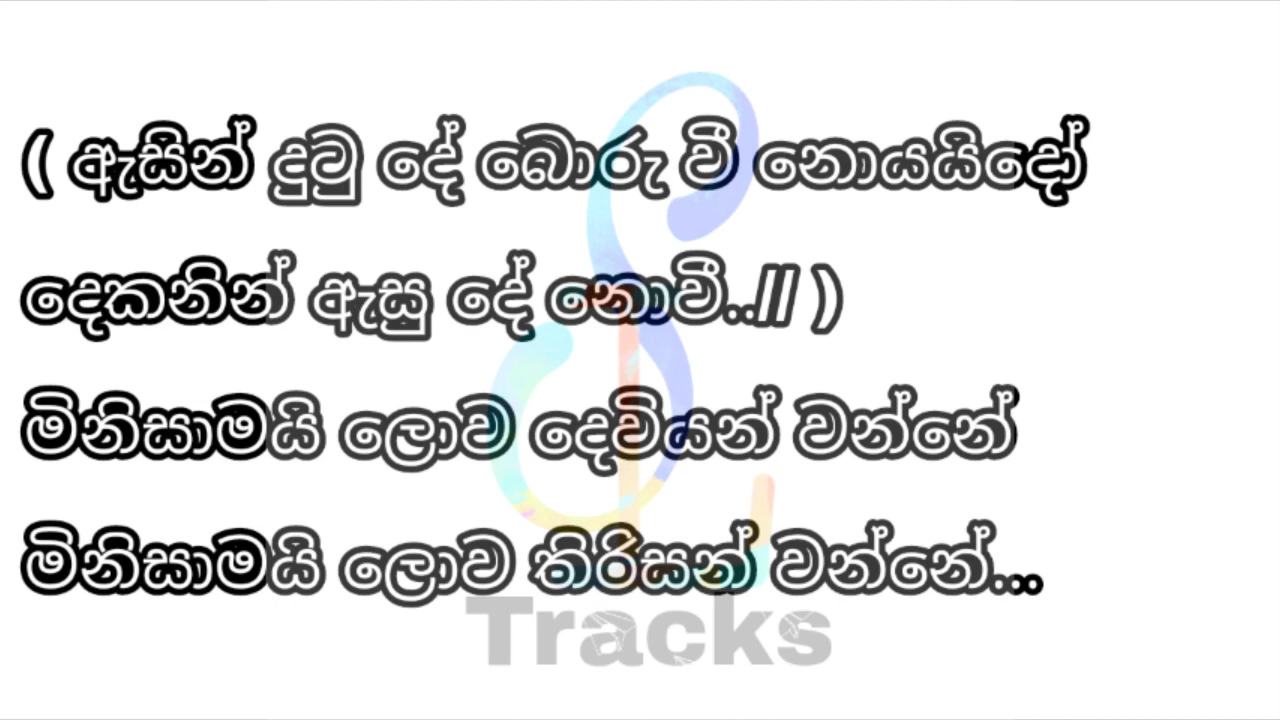 ( ඇසින් දුටු දේ බොරු වී නොයයිදෝ
දෙකනින් ඇසු දේ නොවී..// )
මිනිසාමයි ලොව දෙවියන් වන්නේ
මිනිසාමයි ලොව තිරිසන් වන්නේ...
Tracks